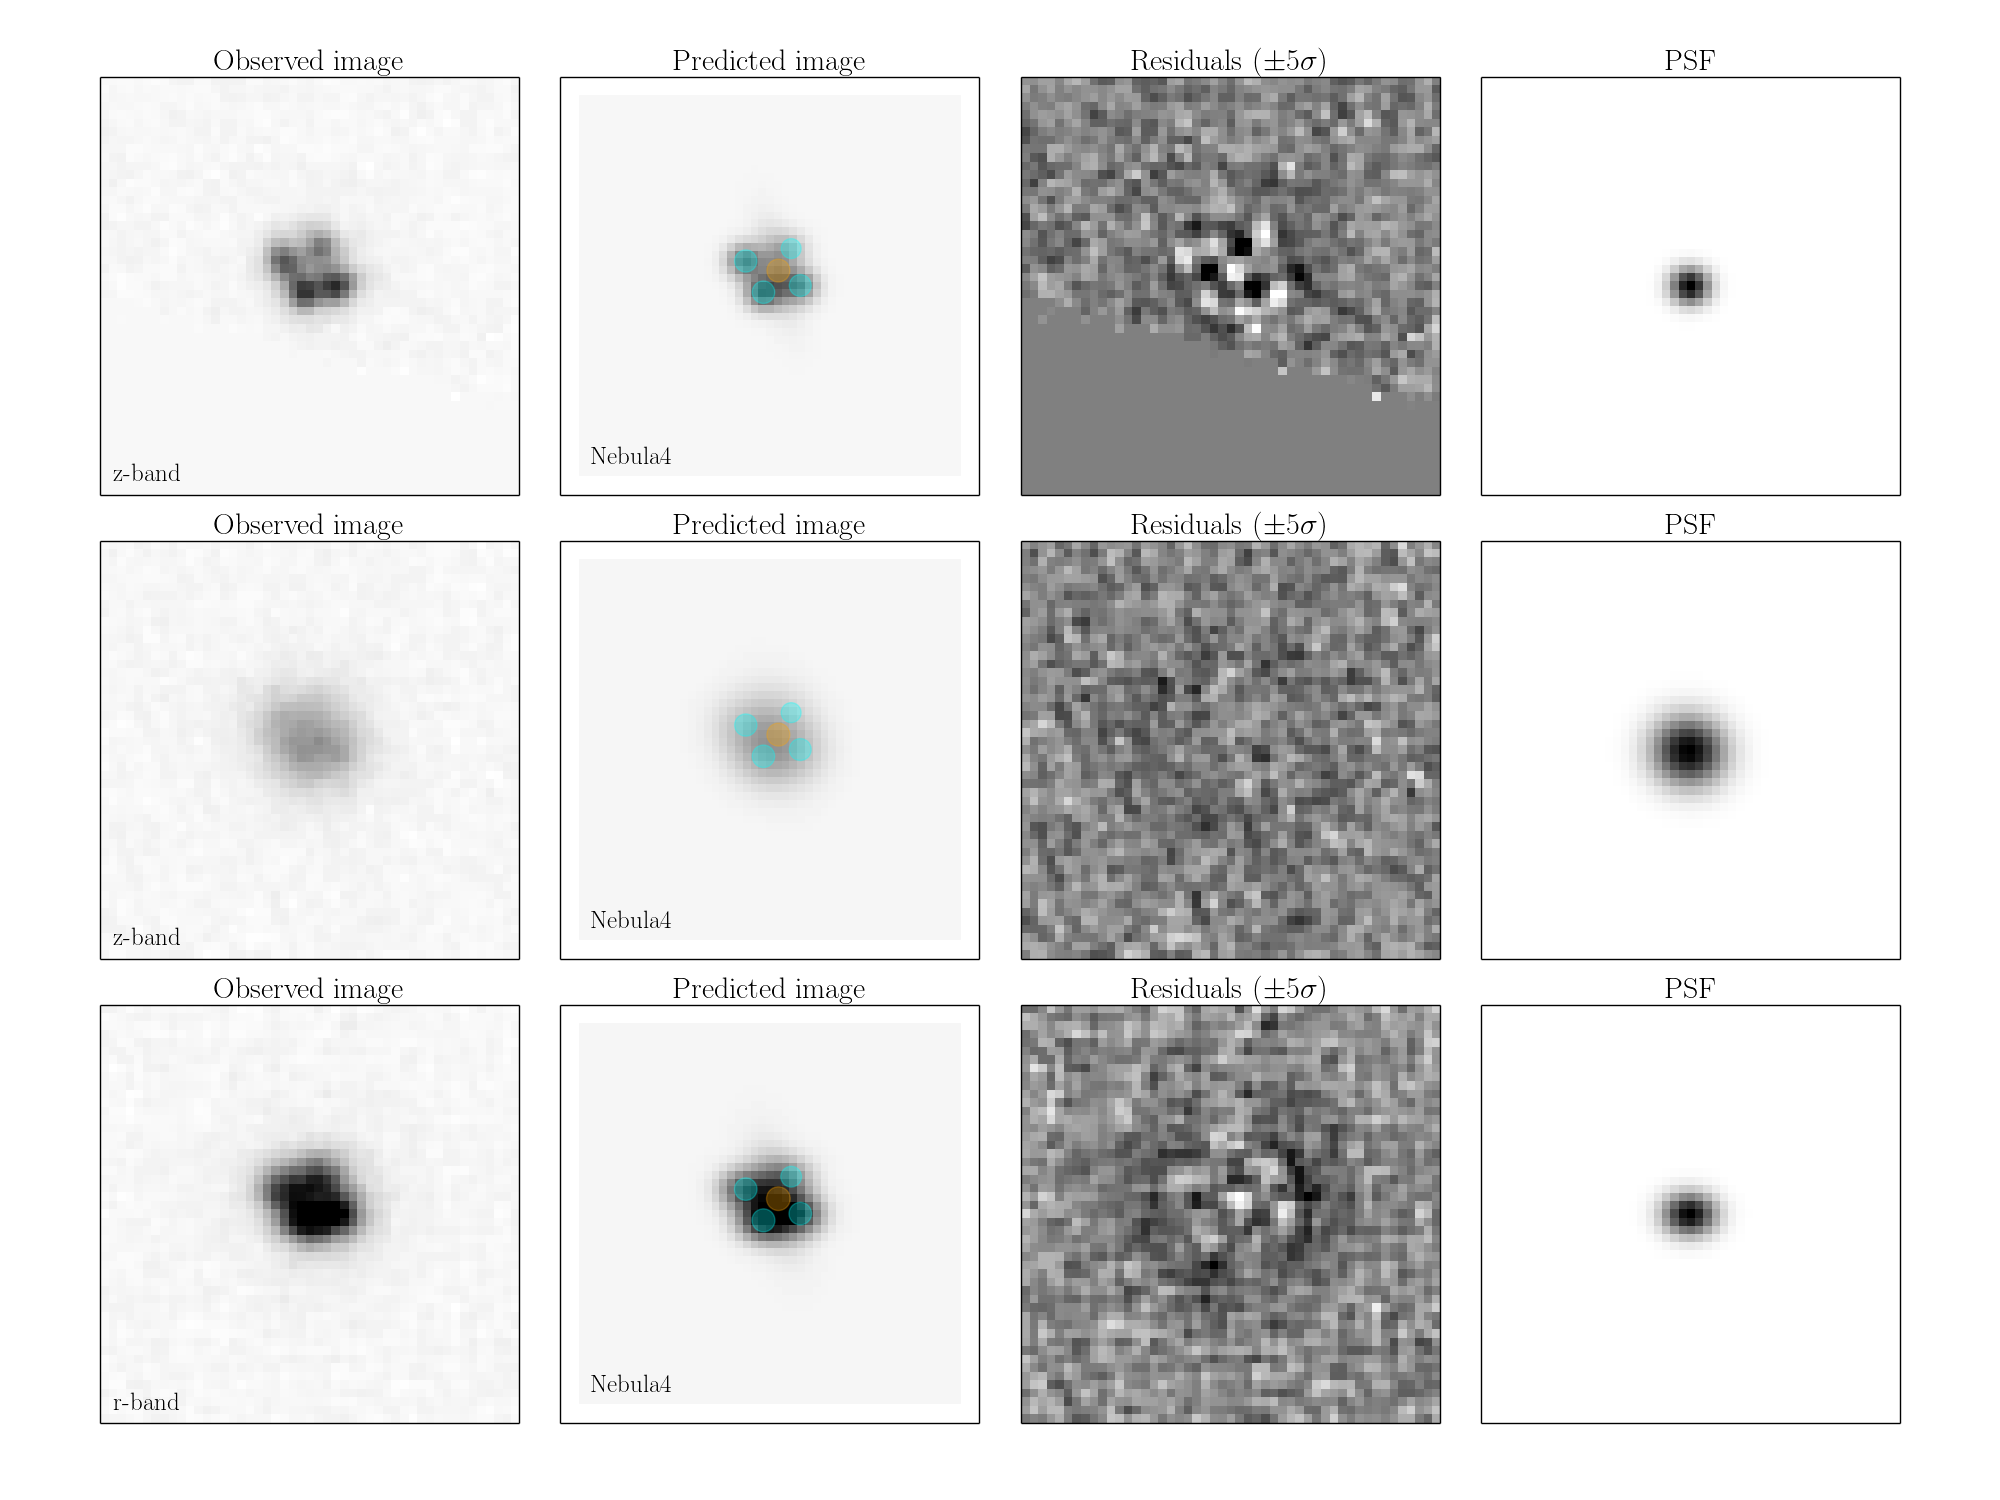 Observed image
Predicted image
Residuals (±5σ)
PSF
z-band
Nebula4
Observed image
Predicted image
Residuals (±5σ)
PSF
z-band
Nebula4
Observed image
Predicted image
Residuals (±5σ)
PSF
r-band
Nebula4